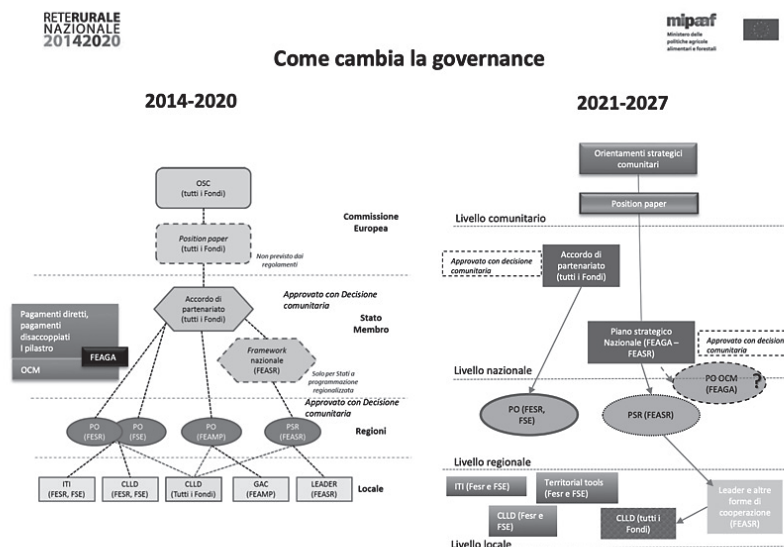 RETERURALE
NAZIONALE
20142020
mipaaf
Ministero delle
politiche agricole
alimentari e forestali
Come cambia la governance
2014-2020
OSC
(tutti i Fondi)
Commissione
Europea
Position paper
(tutti i Fondi)
Non previsto dai
regolamenti
Accordo di
partenariato
(tutti i Fondi)
Approvato con Decisione
comunitaria
Stato
Membro
Pagamenti diretti,
pagamenti
disaccoppiati
I pilastro
FEAGA
OCM
Framework
nazionale
(FEASR)
Solo per Stati a
programmazione
regionalizzata
Approvato con Decisione
comunitaria
PO
(FESR)
PO
(FSE)
PO
(FEAMP)
PSR
(FEASR)
Regioni
ITI
(FESR, FSE)
CLLD
(FESR, FSE)
CLLD
(Tutti i Fondi)
GAC
(FEAMP)
LEADER
(FEASR)
Locale
2021-2027
Orientamenti strategici
comunitari
Position paper
Livello comunitario
Approvato con decisione
comunitaria
Accordo di
partenariato
(tutti i Fondi)
Piano strategico
Nazionale (FEAGA –
FEASR)
Approvato con decisione
comunitaria
Livello nazionale
PO OCM
(FEAGA)
?
PO (FESR,
FSE)
PSR (FEASR)
Livello regionale
ITI (Fesr e FSE)
Territorial tools
(Fesr e FSE)
CLLD (Fesr e
FSE)
CLLD (tutti i
Fondi)
Leader e altre
forme di
cooperazione
(FEASR)
Livello locale